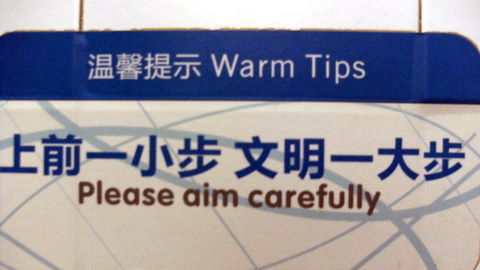 温馨提示 Warm Tips
上前一小步 文明一大步
Please aim carefully